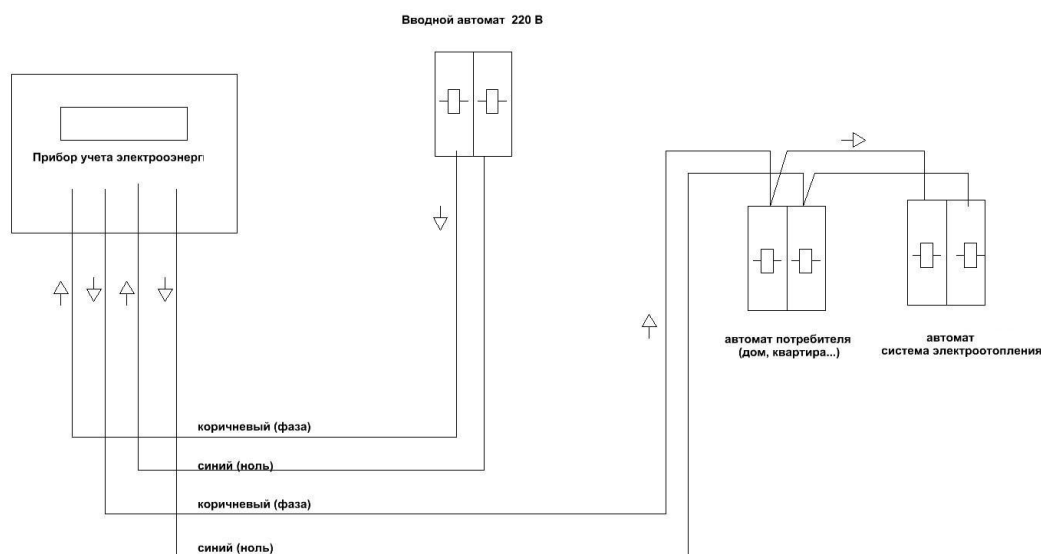 Вводной автомат 220 В
Прибор учета электрооэнерг
автомат потребителя
(дом, квартира...)
автомат
система электроотопления
коричневый (фаза)
синий (ноль)
коричневый (фаза)
синий (ноль)